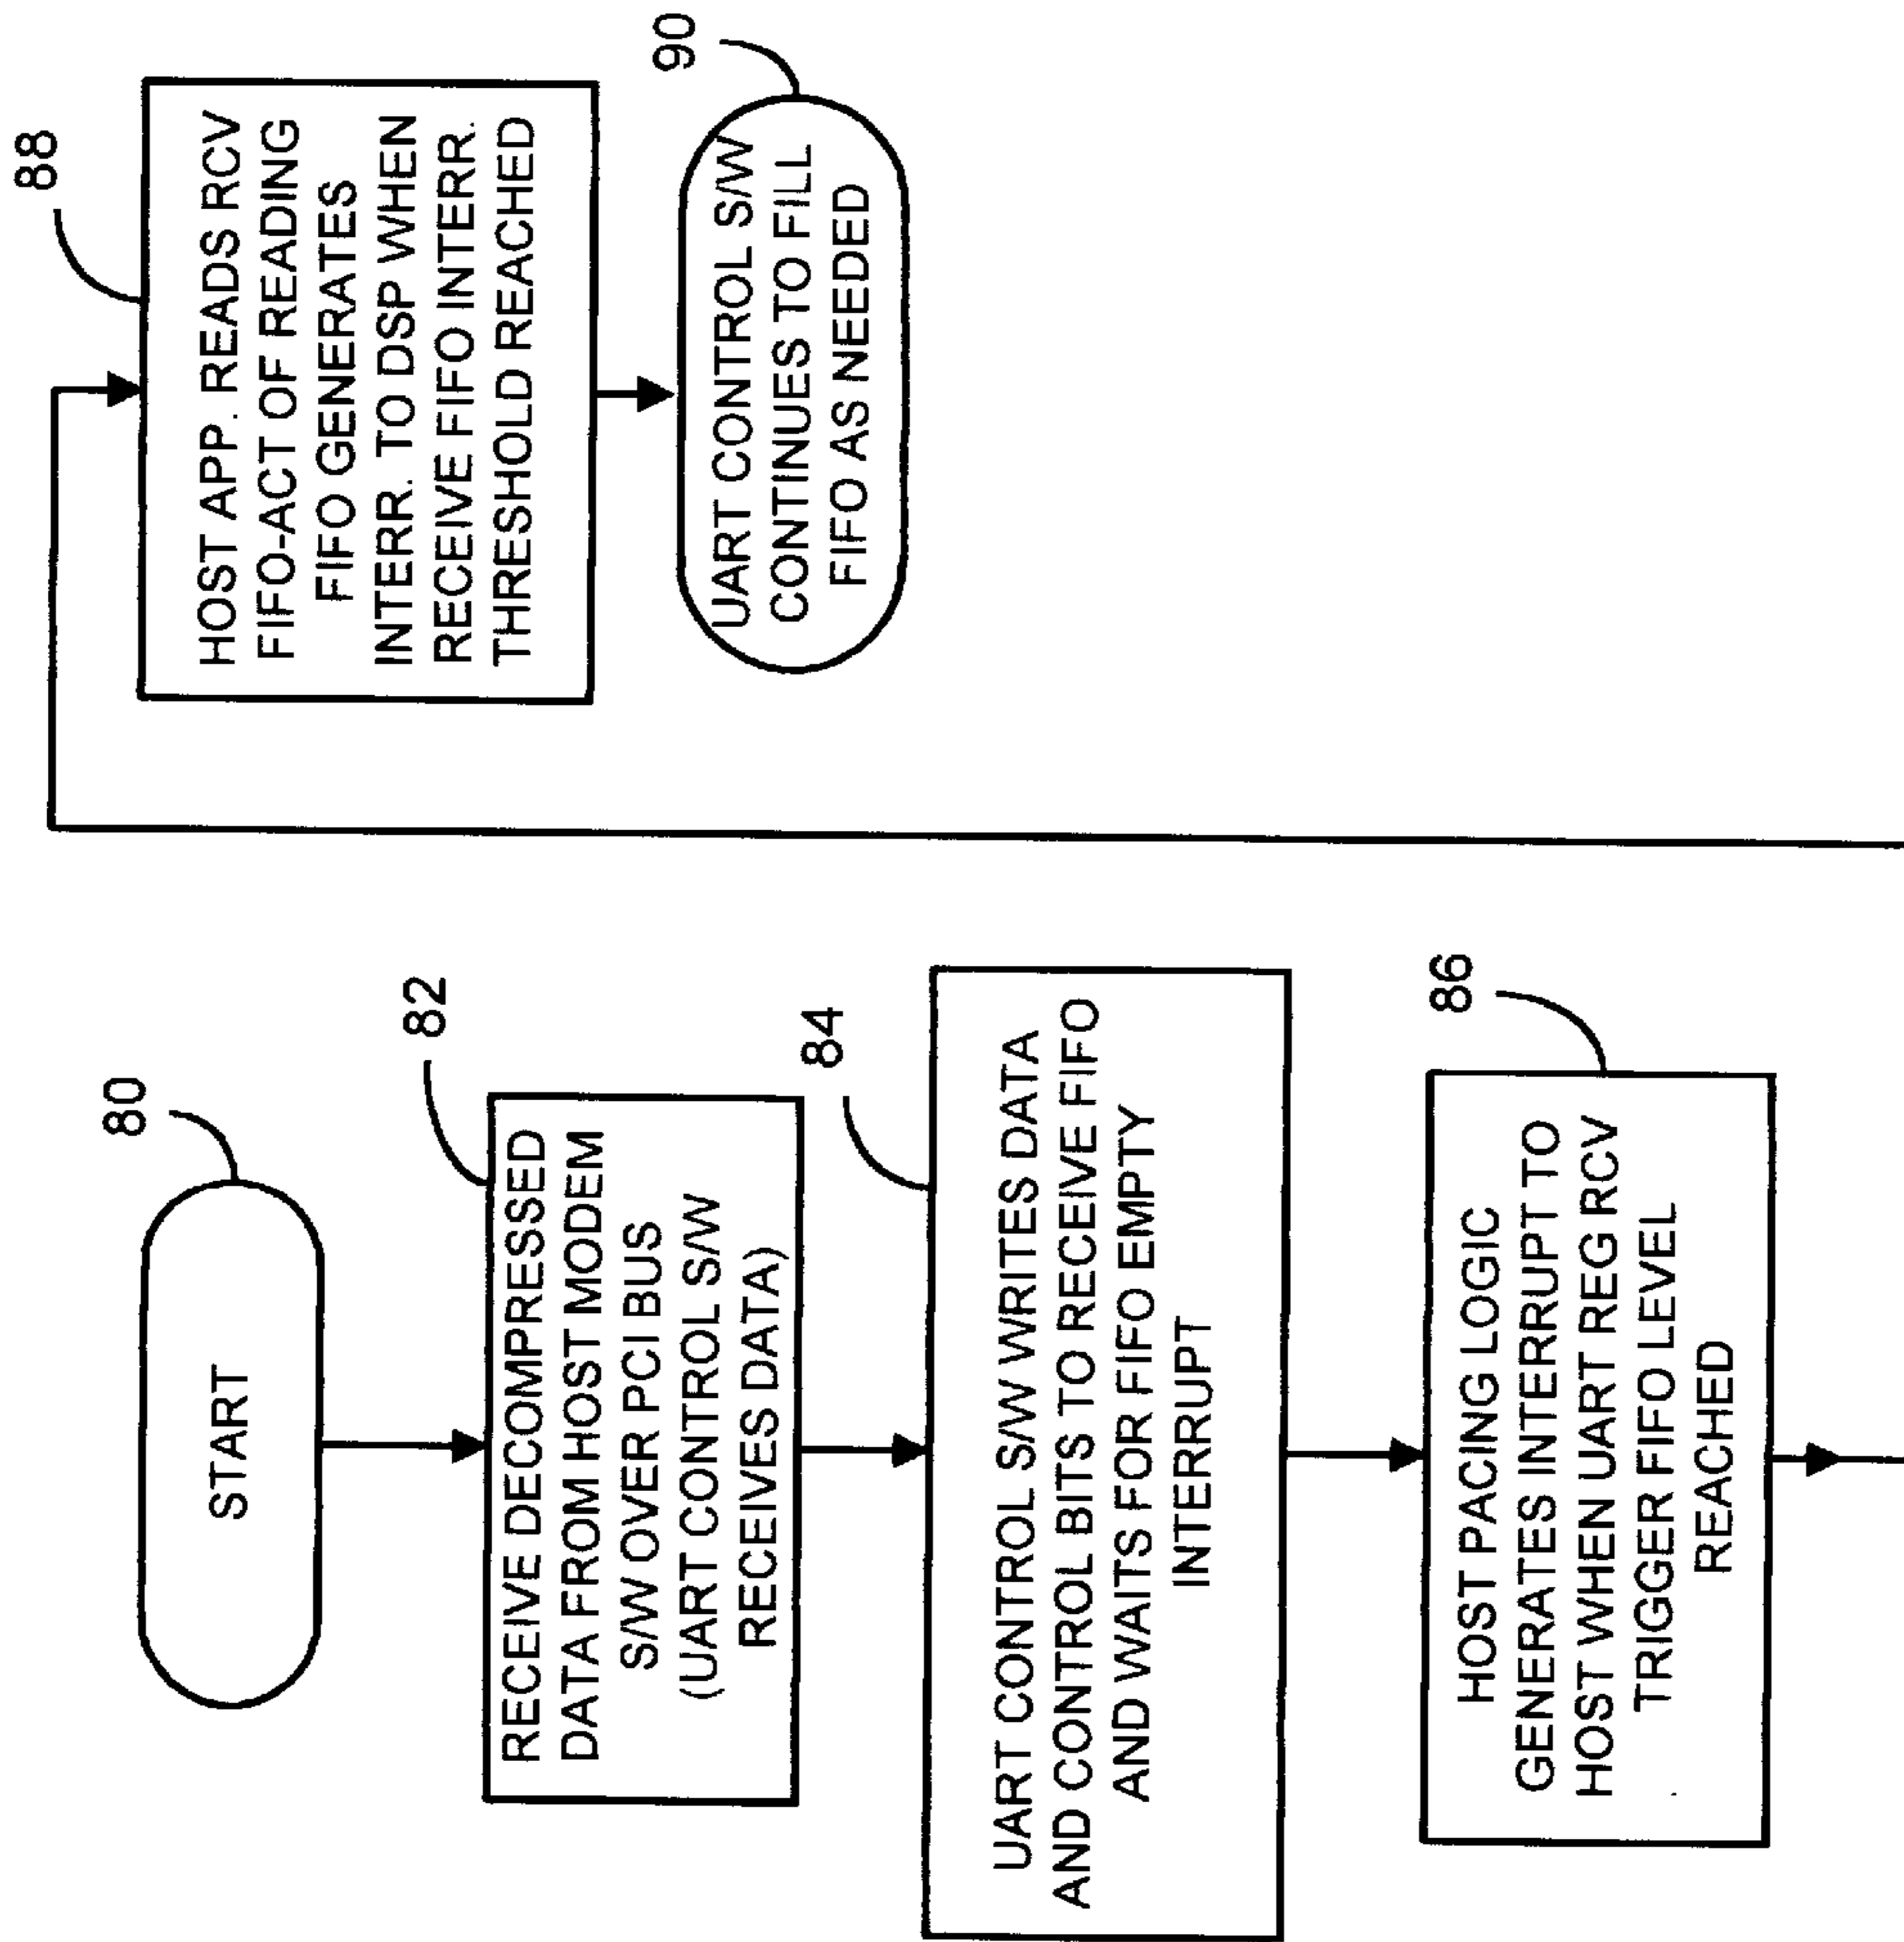 80
START
82
RECEIVE DECOMPRESSED
DATA FROM HOST MODEM
S/W OVER PCI BUS
(UART CONTROL S/W
RECEIVES DATA)
84
UART CONTROL S/W WRITES DATA
AND CONTROL BITS TO RECEIVE FIFO
AND WAITS FOR FIFO EMPTY
INTERRUPT
86
HOST PACING LOGIC
GENERATES INTERRUPT TO
HOST WHEN UART REG RCV
TRIGGER FIFO LEVEL
REACHED
88
HOST APP. READS RCV
FIFO-ACT OF READING
FIFO GENERATES
INTERR. TO DSP WHEN
RECEIVE FIFO INTERR.
THRESHOLD REACHED
90
UART CONTROL S/W
CONTINUES TO FILL
FIFO AS NEEDED